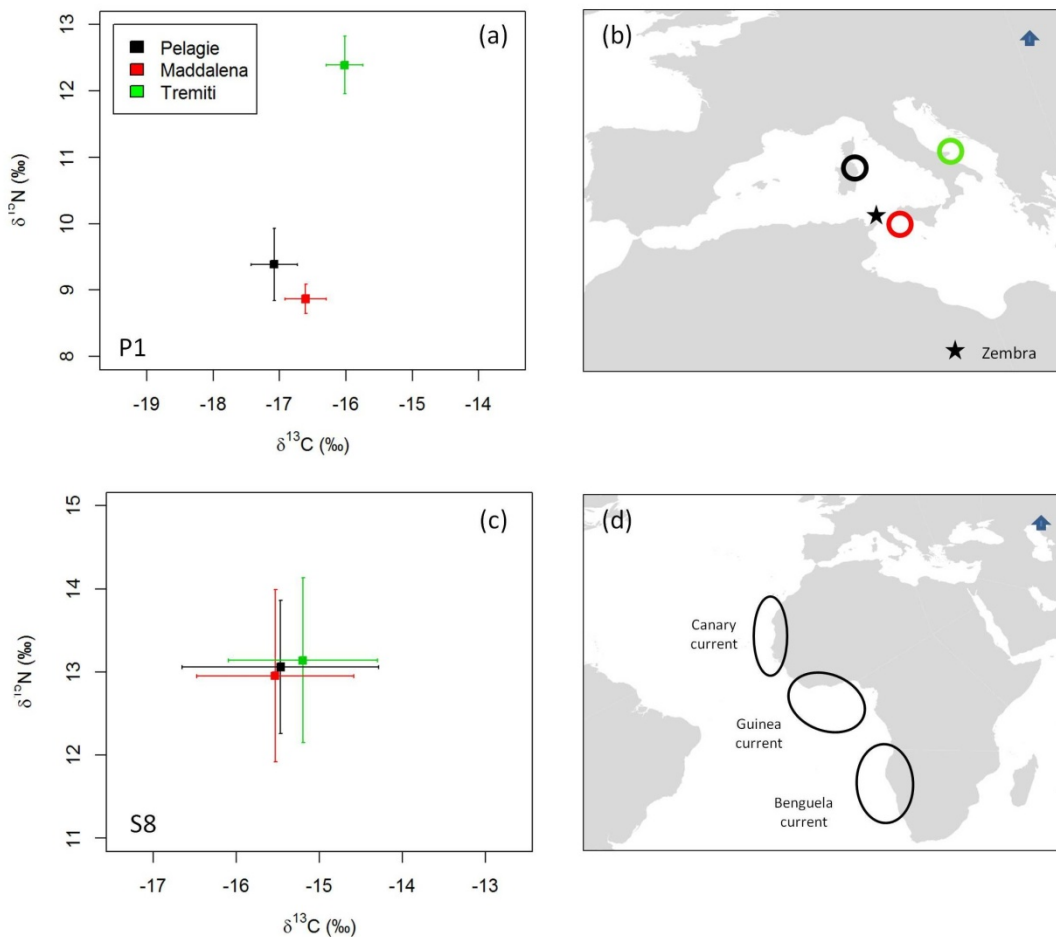 (a)
13
12
11
10
9
8
δ¹⁵N (‰)
Pelagie
Maddalena
Tremiti
P1
-19 -18 -17 -16 -15 -14
δ¹³C (‰)
(b)
★ Zembra
(c)
15
14
13
12
11
δ¹⁵N (‰)
S8
-17 -16 -15 -14 -13
δ¹³C (‰)
(d)
Canary
current
Guinea
current
Benguela
current